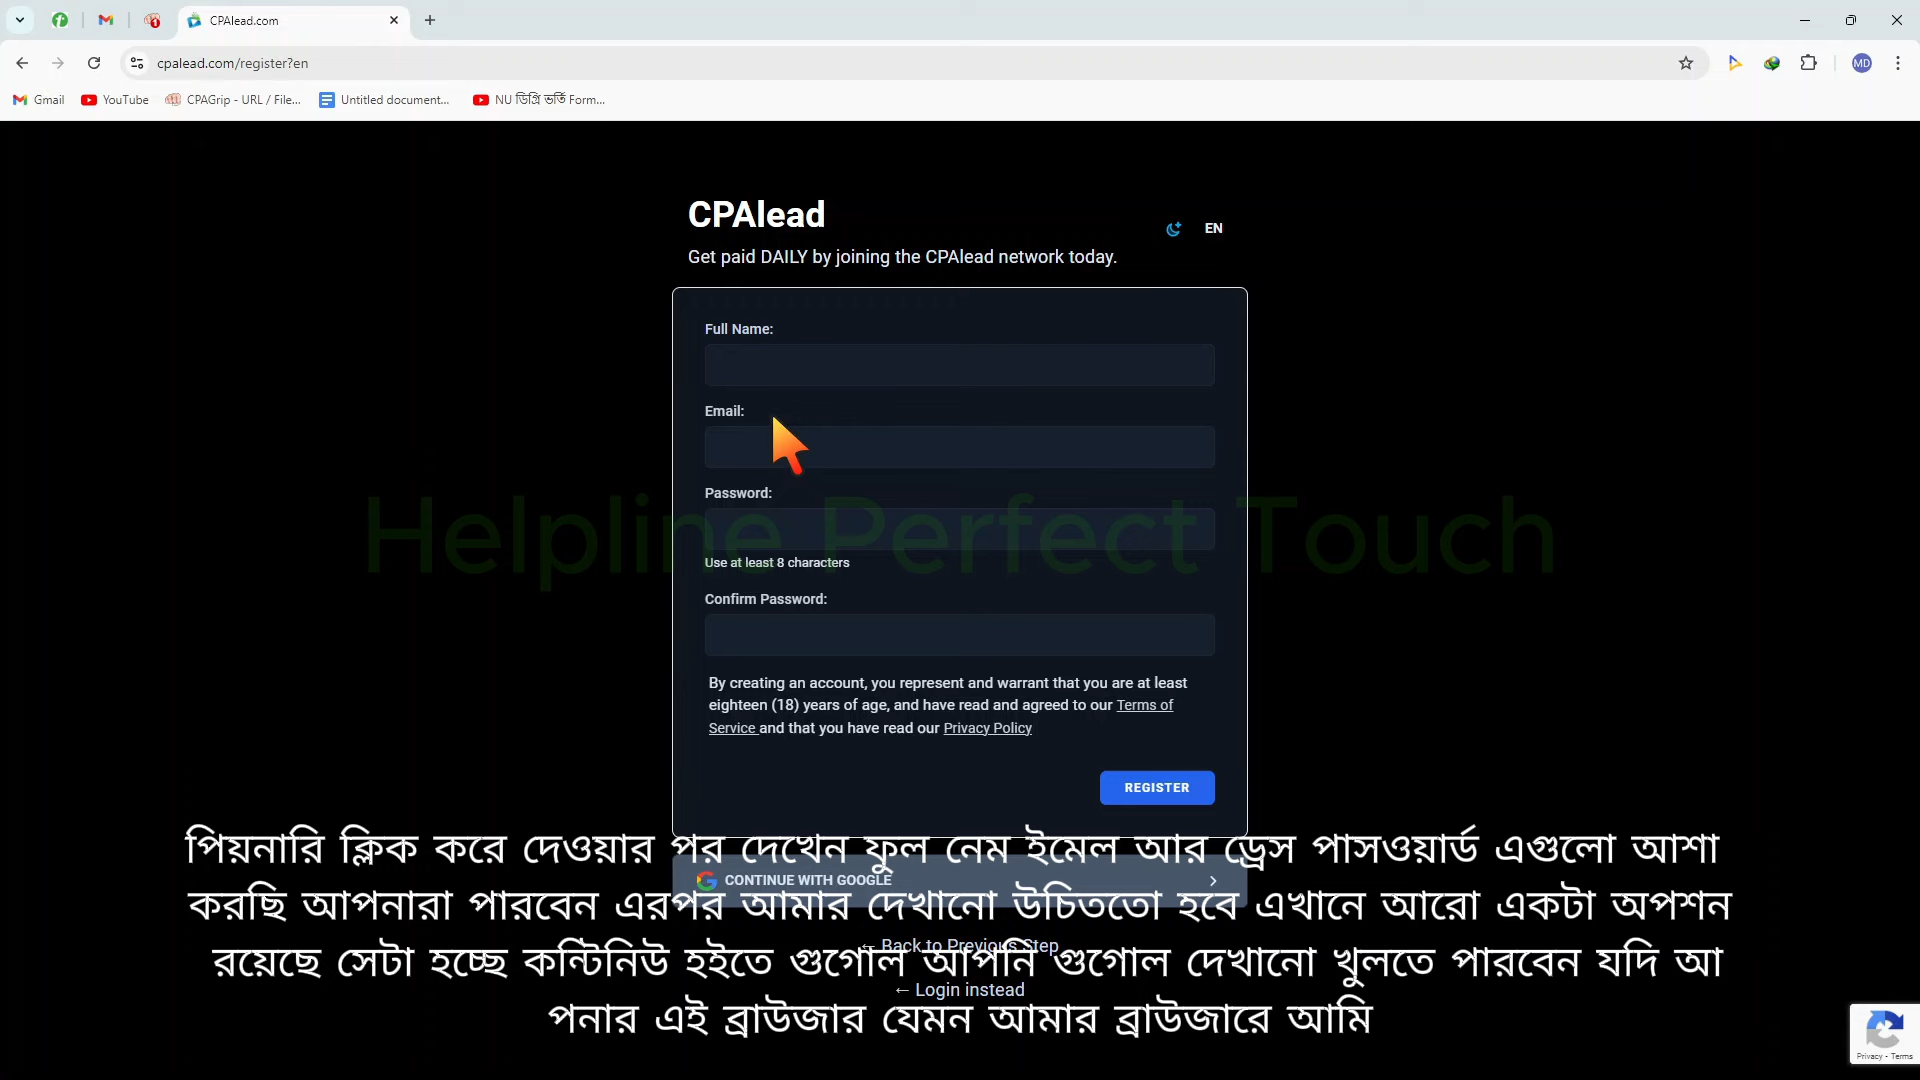 CPAlead.com
cpalead.com/register?en
MD
Gmail
YouTube
CPAGrip - URL / File...
Untitled document...
NU ডিগ্রি ভর্তি Form...
CPAlead
EN
Get paid DAILY by joining the CPAlead network today.
Full Name:
Email:
Password:
Helpline Perfect Touch
Use at least 8 characters
Confirm Password:
By creating an account, you represent and warrant that you are at least
eighteen (18) years of age, and have read and agreed to our Terms of
Service and that you have read our Privacy Policy
REGISTER
পিয়নারি ক্লিক করে দেওয়ার পর দেখেন ফুল নেম ইমেল আর ড্রেস পাসওয়ার্ড এগুলো আশা
CONTINUE WITH GOOGLE
করছি আপনারা পারবেন এরপর আমার দেখানো উচিততো হবে এখানে আরো একটা অপশন
← Back to Previous Step
রয়েছে সেটা হচ্ছে কন্টিনিউ হইতে গুগোল আপনি গুগোল দেখানো খুলতে পারবেন যদি আ
← Login instead
পনার এই ব্রাউজার যেমন আমার ব্রাউজারে আমি
Privacy - Terms